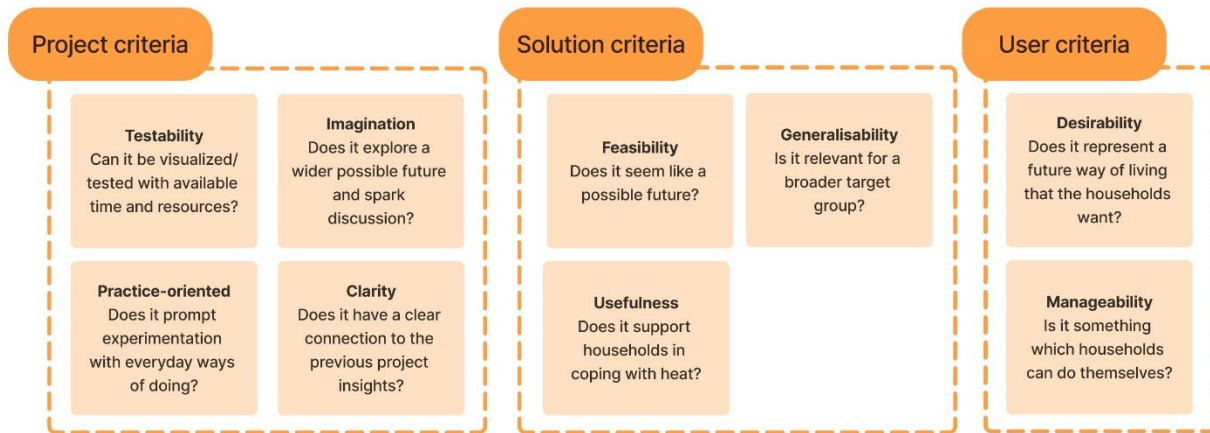 Project criteria
Testability
Can it be visualized/
tested with available
time and resources?
Imagination
Does it explore a
wider possible future
and spark
discussion?
Practice-oriented
Does it prompt
experimentation
with everyday ways
of doing?
Clarity
Does it have a clear
connection to the
previous project
insights?
Solution criteria
Feasibility
Does it seem like a
possible future?
Generalisability
Is it relevant for a
broader target
group?
Usefulness
Does it support
households in
coping with heat?
User criteria
Desirability
Does it represent a
future way of living
that the households
want?
Manageability
Is it something
which households
can do themselves?